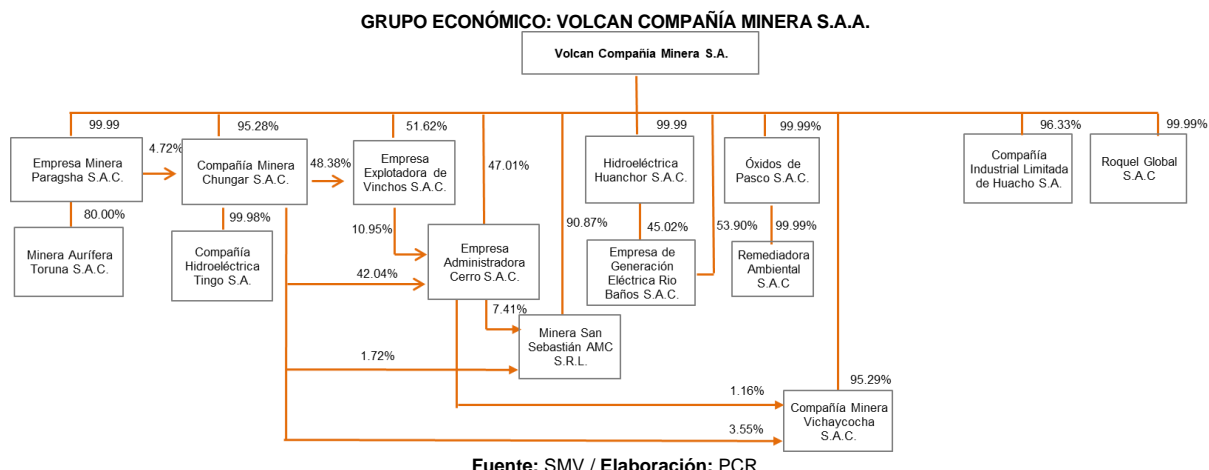 GRUPO ECONÓMICO: VOLCAN COMPAÑÍA MINERA S.A.A.
Volcan Compañia Minera S.A.
99.99
95.28%
51.62%
99.99
99.99%
96.33%
99.99%
4.72%
48.38%
47.01%
Empresa Minera
Paragsha S.A.C.
Compañía Minera
Chungar S.A.C.
Empresa
Explotadora de
Vinchos S.A.C.
Hidroeléctrica
Huanchor S.A.C.
Óxidos de
Pasco S.A.C.
Compañía
Industrial Limitada
de Huacho S.A.
Roquel Global
S.A.C
80.00%
99.98%
10.95%
90.87%
45.02%
53.90%
99.99%
Minera Aurífera
Toruna S.A.C.
Compañía
Hidroeléctrica
Tingo S.A.
42.04%
Empresa
Administradora
Cerro S.A.C.
Empresa de
Generación
Eléctrica Rio
Baños S.A.C.
Remediadora
Ambiental
S.A.C
7.41%
Minera San
Sebastián AMC
S.R.L.
1.72%
95.29%
1.16%
Compañía Minera
Vichaycocha
S.A.C.
3.55%
Fuente: SMV / Elaboración: PCR